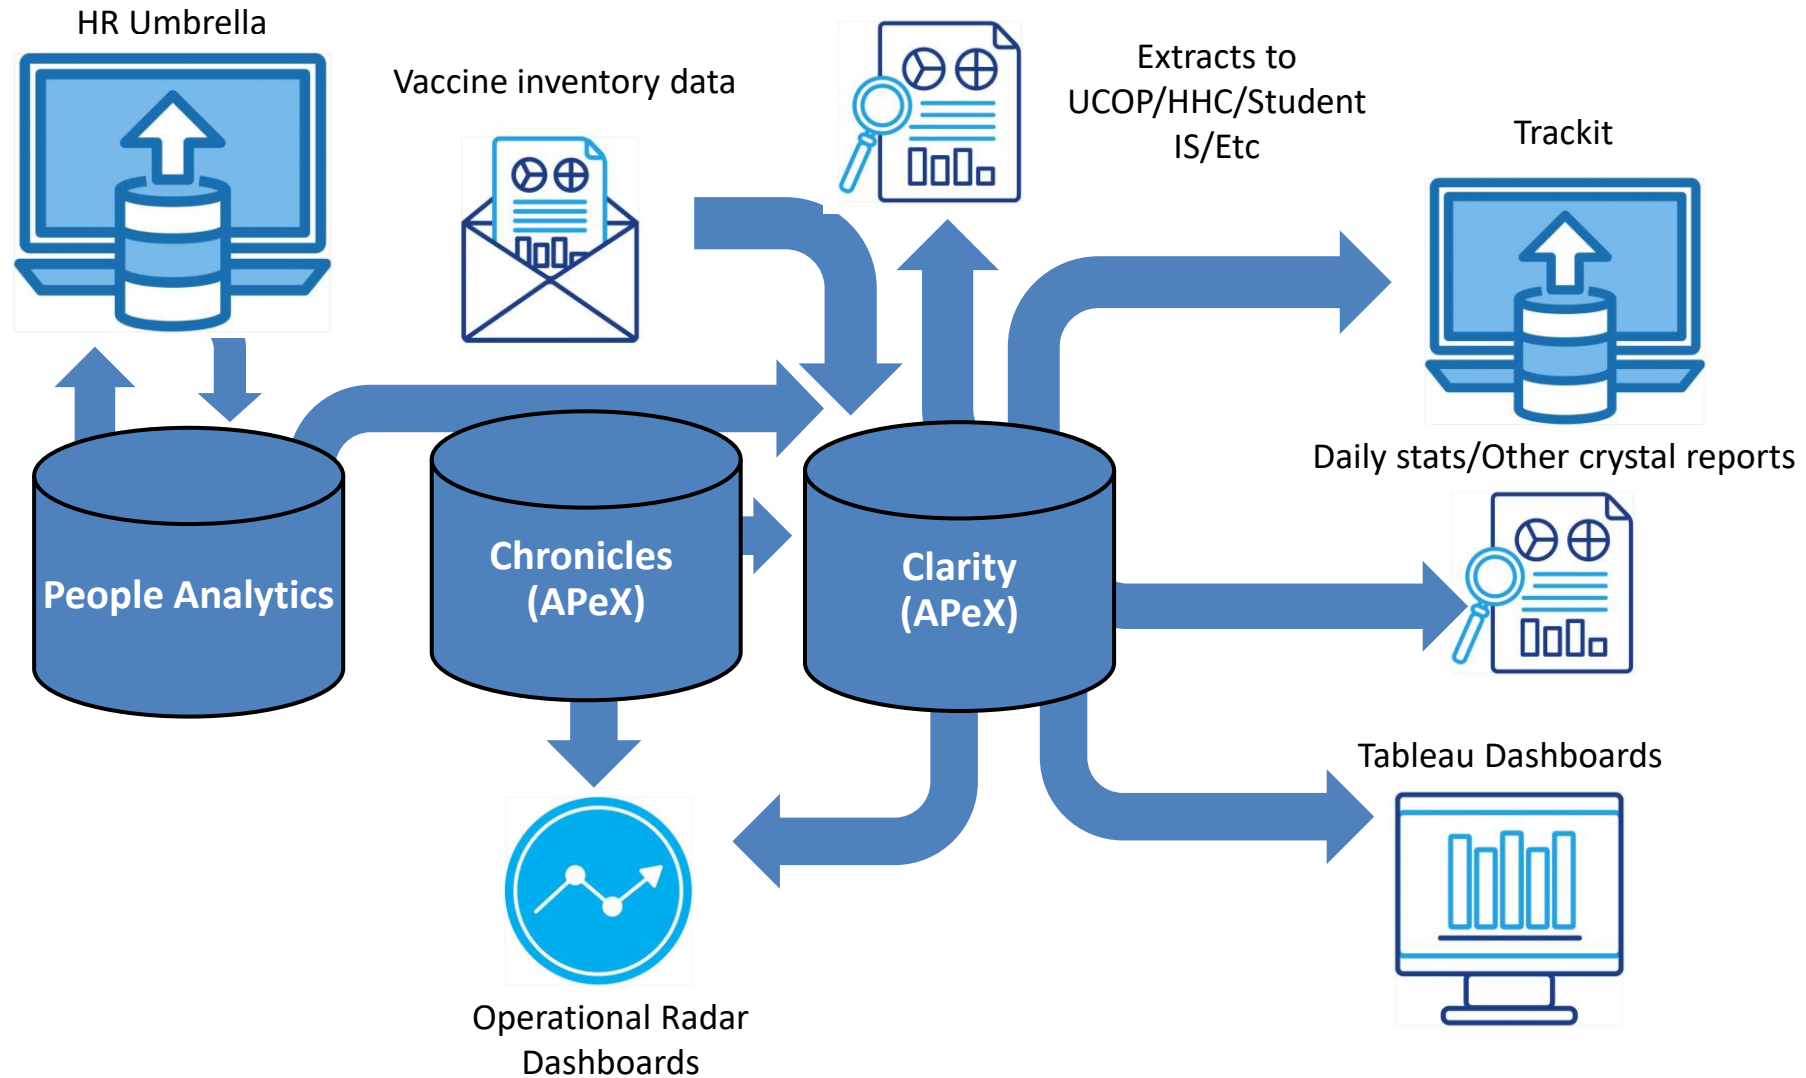 HR Umbrella
Vaccine inventory data
Extracts to
UCOP/HHC/Student
IS/Etc
Trackit
Daily stats/Other crystal reports
People Analytics
Chronicles
(APeX)
Clarity
(APeX)
Tableau Dashboards
Operational Radar
Dashboards